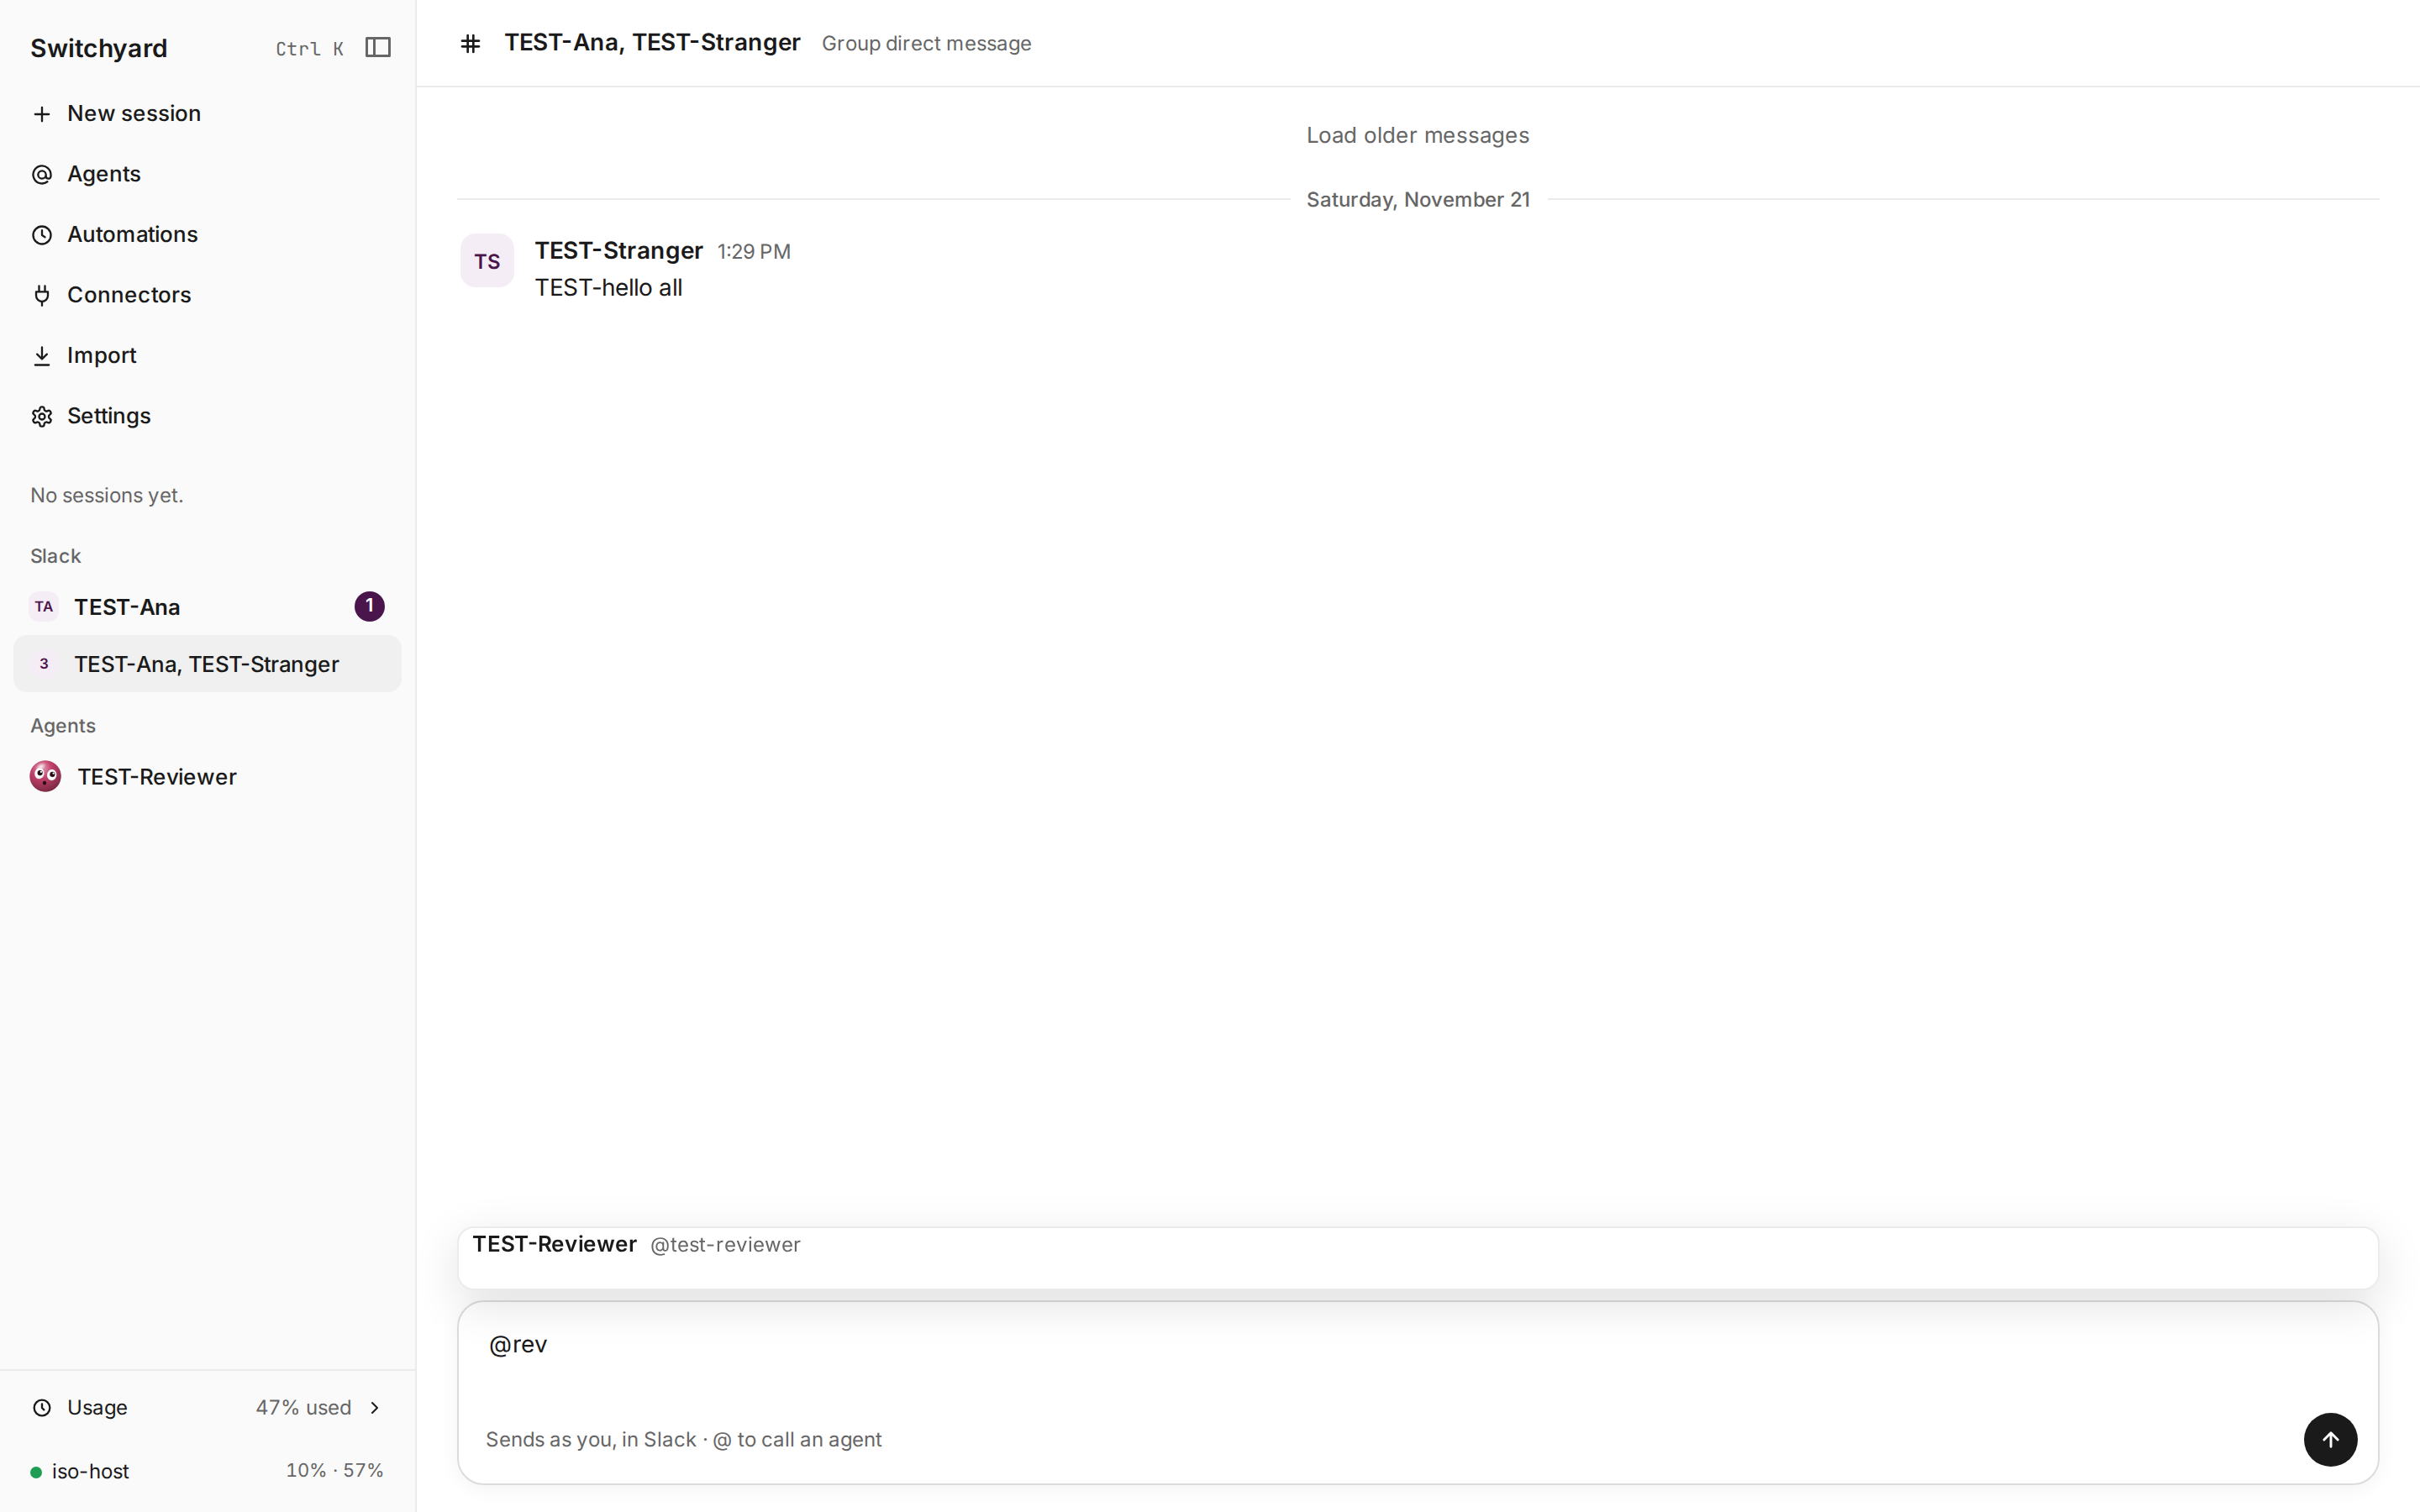 Switchyard Ctrl K
New session
Agents
Automations
Connectors
Import
Settings
No sessions yet.
Slack
TA TEST-Ana 1
3 TEST-Ana, TEST-Stranger
Agents
TEST-Reviewer
Usage 47% used
iso-host 10% · 57%
# TEST-Ana, TEST-Stranger Group direct message
Load older messages
Saturday, November 21
TS TEST-Stranger 1:29 PM
TEST-hello all
TEST-Reviewer @test-reviewer
@rev
Sends as you, in Slack · @ to call an agent